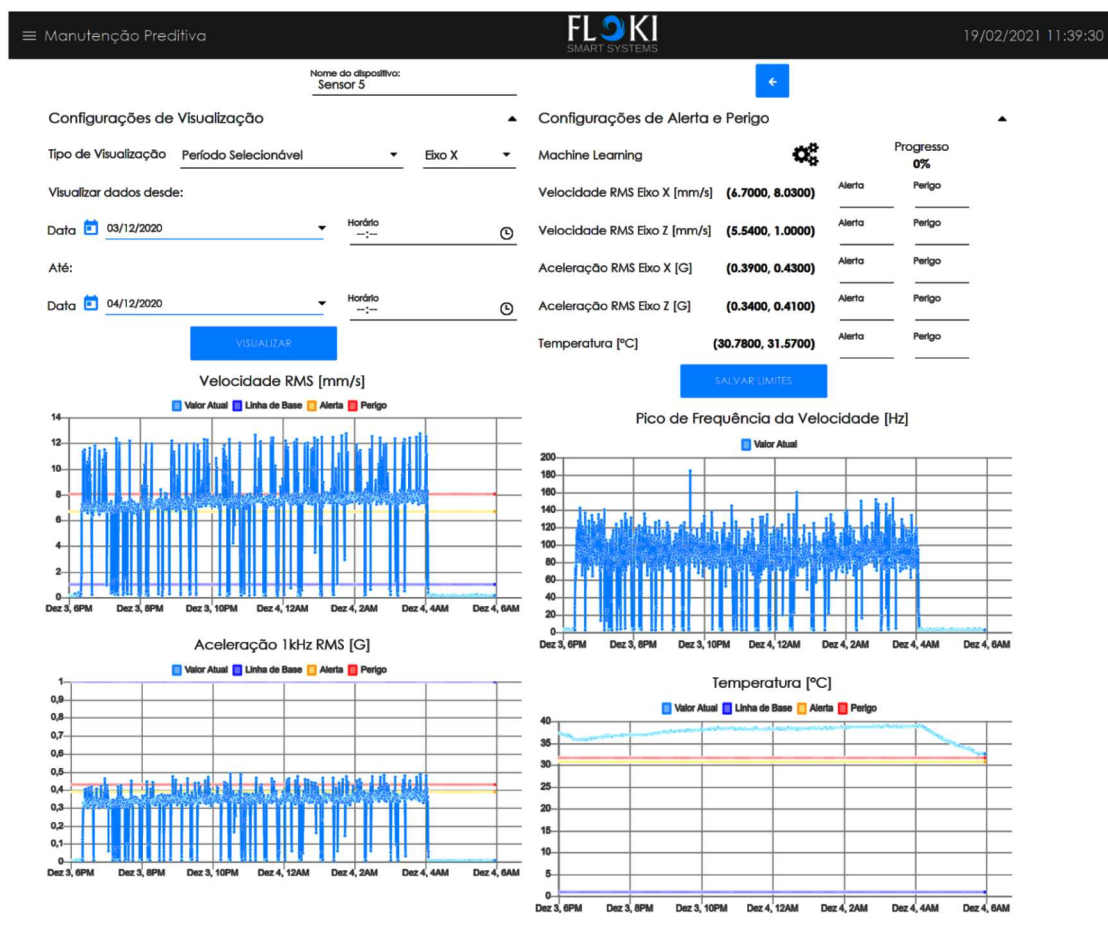 Manutenção Preditiva
FLOKI
SMART SYSTEMS
19/02/2021 11:39:30
Nome do dispositivo:
Sensor 5
Configurações de Visualização
Tipo de Visualização Período Selecionável Eixo X
Visualizar dados desde:
Data 03/12/2020 Horário --:--
Até:
Data 04/12/2020 Horário --:--
VISUALIZAR
Configurações de Alerta e Perigo
Machine Learning Progresso
0%
Velocidade RMS Eixo X [mm/s] (6.7000, 8.0300) Alerta Perigo
Velocidade RMS Eixo Z [mm/s] (5.5400, 1.0000) Alerta Perigo
Aceleração RMS Eixo X [G] (0.3900, 0.4300) Alerta Perigo
Aceleração RMS Eixo Z [G] (0.3400, 0.4100) Alerta Perigo
Temperatura [ºC] (30.7800, 31.5700) Alerta Perigo
SALVAR LIMITES
Velocidade RMS [mm/s]
Valor Atual Linha de Base Alerta Perigo
14
12
10
8
6
4
2
0
Dez 3, 6PM Dez 3, 8PM Dez 3, 10PM Dez 4, 12AM Dez 4, 2AM Dez 4, 4AM Dez 4, 6AM
Pico de Frequência da Velocidade [Hz]
Valor Atual
200
180
160
140
120
100
80
60
40
20
0
Dez 3, 6PM Dez 3, 8PM Dez 3, 10PM Dez 4, 12AM Dez 4, 2AM Dez 4, 4AM Dez 4, 6AM
Aceleração 1kHz RMS [G]
Valor Atual Linha de Base Alerta Perigo
1
0,9
0,8
0,7
0,6
0,5
0,4
0,3
0,2
0,1
0
Dez 3, 6PM Dez 3, 8PM Dez 3, 10PM Dez 4, 12AM Dez 4, 2AM Dez 4, 4AM Dez 4, 6AM
Temperatura [ºC]
Valor Atual Linha de Base Alerta Perigo
40
35
30
25
20
15
10
5
0
Dez 3, 6PM Dez 3, 8PM Dez 3, 10PM Dez 4, 12AM Dez 4, 2AM Dez 4, 4AM Dez 4, 6AM